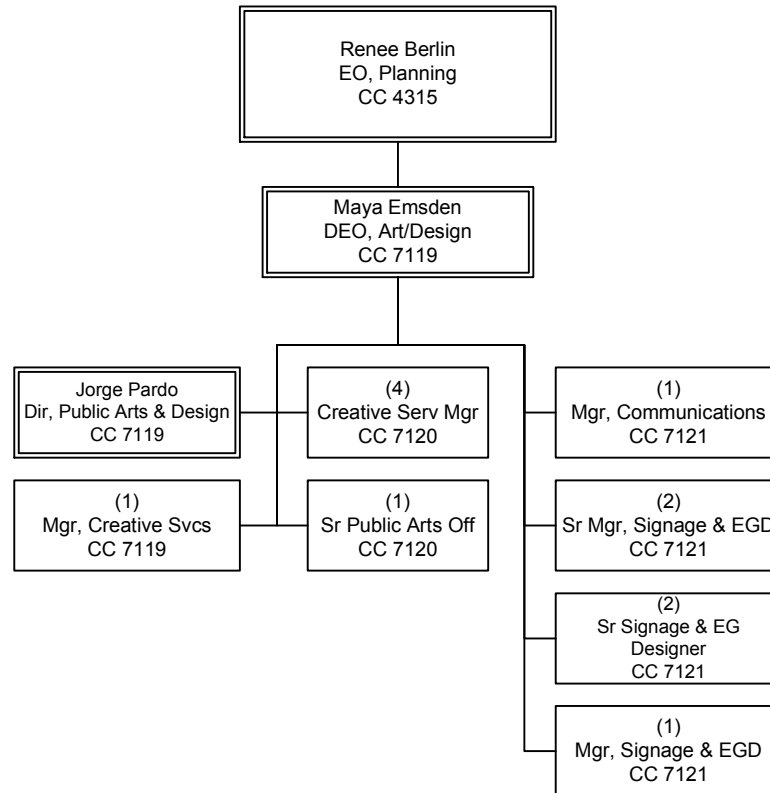 Renee Berlin
EO, Planning
CC 4315
Maya Emsden
DEO, Art/Design
CC 7119
Jorge Pardo
Dir, Public Arts & Design
CC 7119
(4)
Creative Serv Mgr
CC 7120
(1)
Mgr, Communications
CC 7121
(1)
Mgr, Creative Svcs
CC 7119
(1)
Sr Public Arts Off
CC 7120
(2)
Sr Mgr, Signage & EGD
CC 7121
(2)
Sr Signage & EG
Designer
CC 7121
(1)
Mgr, Signage & EGD
CC 7121